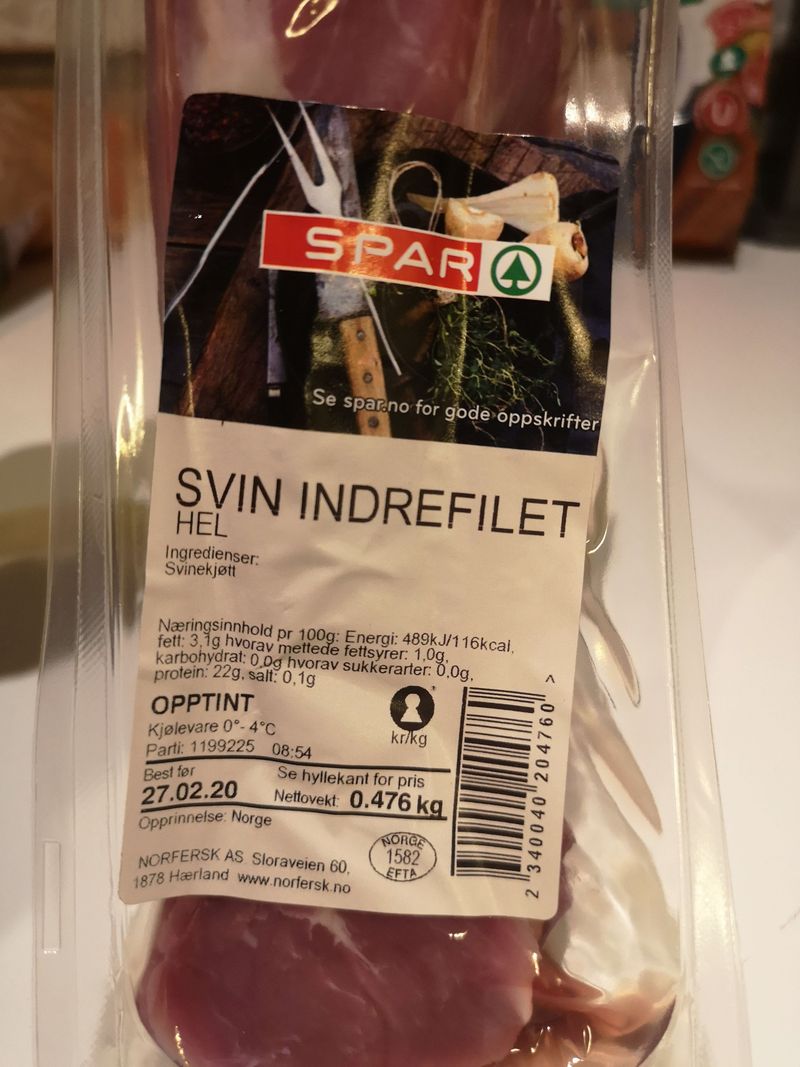 SPAR
Se spar.no for gode oppskrifter
SVIN INDREFILET
HEL
Ingredienser:
Svinekjøtt
Næringsinnhold pr 100g: Energi: 489kJ/116kcal,
fett: 3,1g hvorav mettede fettsyrer: 1,0g,
karbohydrat: 0,0g hvorav sukkerarter: 0,0g,
protein: 22g, salt: 0,1g
OPPTINT
Kjølevare 0°- 4°C
Parti: 1199225 08:54
kr/kg
Best før
27.02.20
Se hyllekant for pris
Nettovekt: 0.476 kg
Opprinnelse: Norge
NORFERSK AS Sloraveien 60,
1878 Hærland www.norfersk.no
NORGE
1582
EFTA
2 340040 204760 >